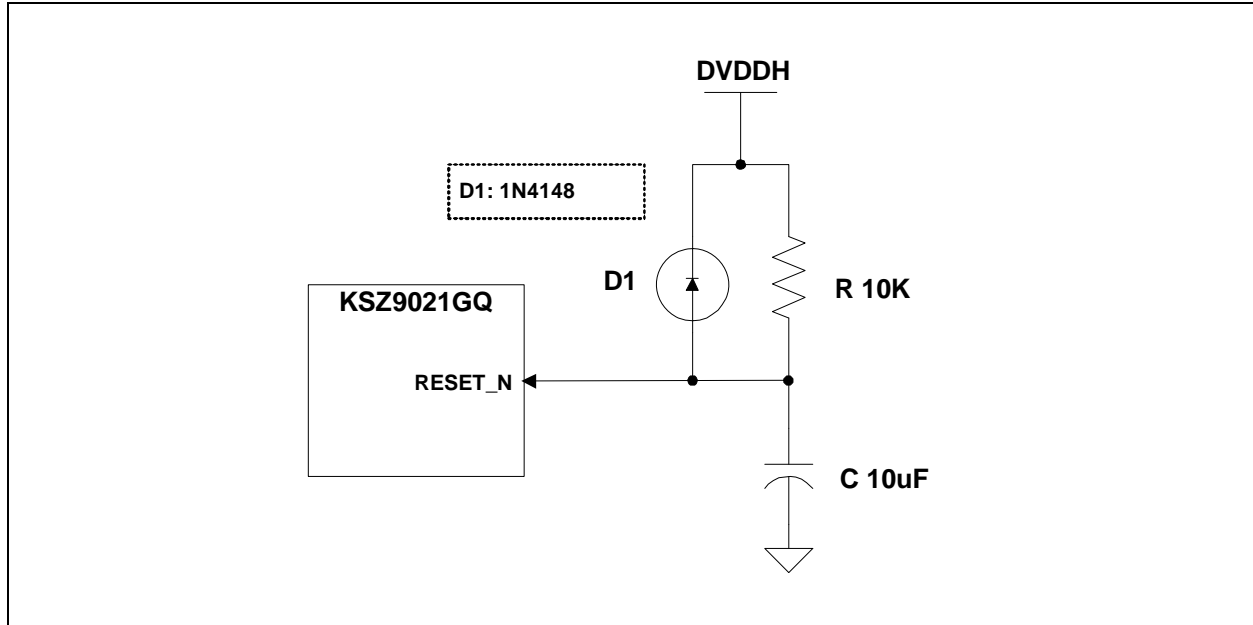 DVDDH
D1: 1N4148
D1
R 10K
KSZ9021GQ
RESET_N
C 10uF